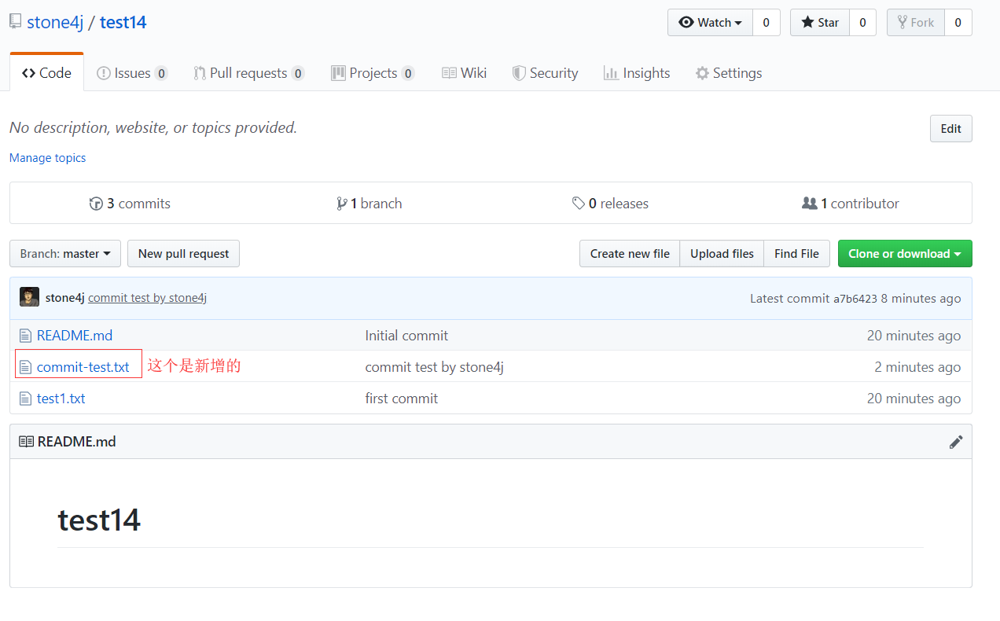 stone4j / test14
Watch 0 Star 0 Fork 0
Code Issues 0 Pull requests 0 Projects 0 Wiki Security Insights Settings
No description, website, or topics provided.
Edit
Manage topics
3 commits 1 branch 0 releases 1 contributor
Branch: master New pull request Create new file Upload files Find File Clone or download
stone4j commit test by stone4j Latest commit a7b6423 8 minutes ago
README.md Initial commit 20 minutes ago
commit-test.txt 这个是新增的 commit test by stone4j 2 minutes ago
test1.txt first commit 20 minutes ago
README.md
test14